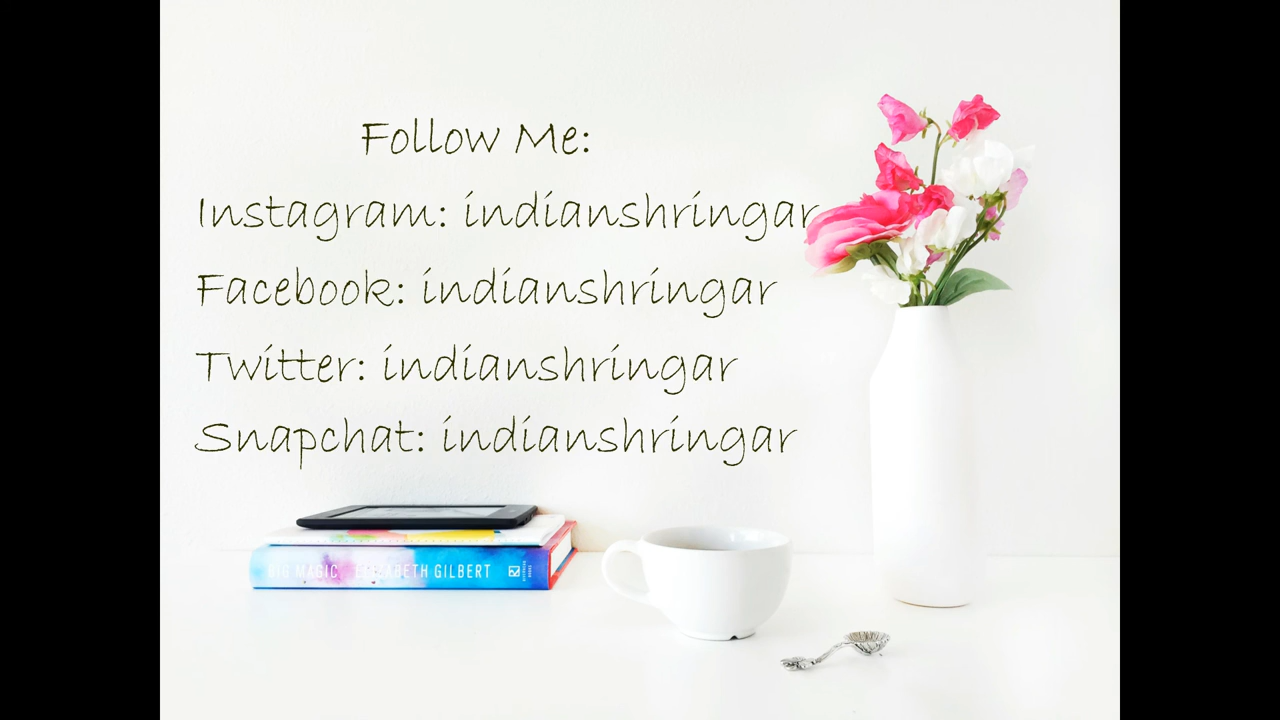 Follow Me:
Instagram: indianshringar
Facebook: indianshringar
Twitter: indianshringar
Snapchat: indianshringar
BIG MAGIC ELIZABETH GILBERT